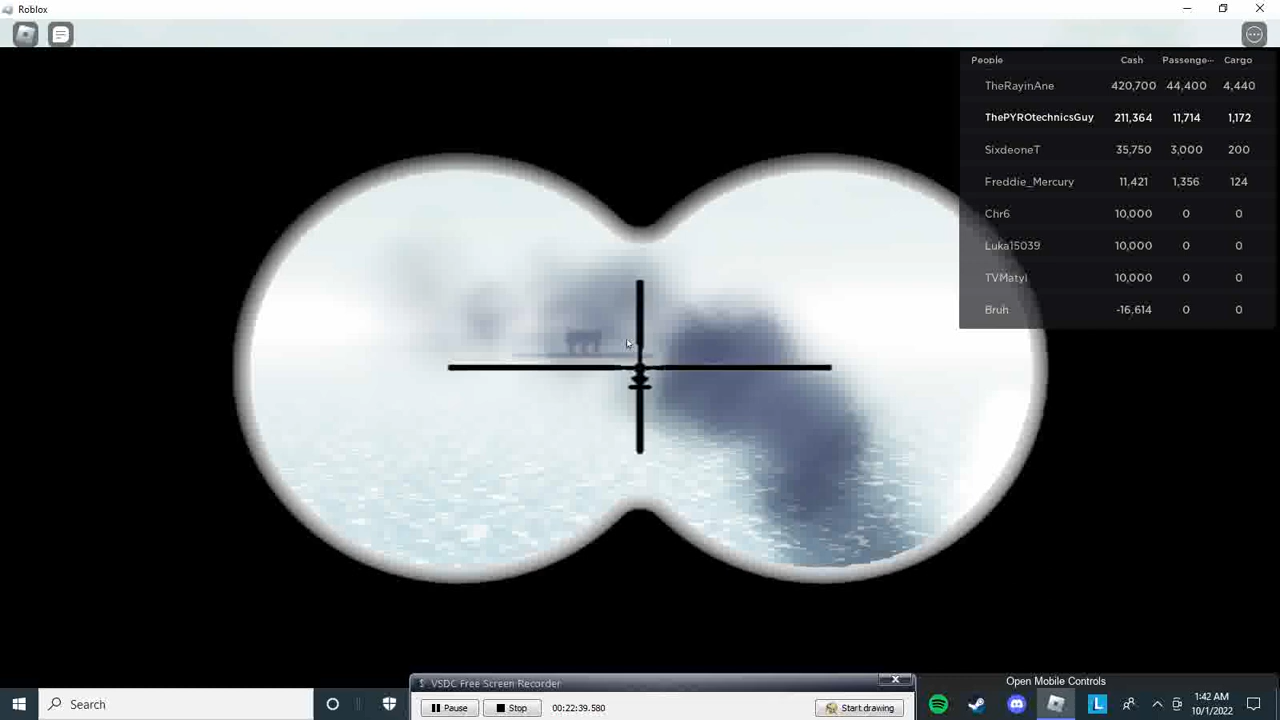 Roblox
People Cash Passenge··· Cargo
TheRayinAne 420,700 44,400 4,440
ThePYROtechnicsGuy 211,364 11,714 1,172
SixdeoneT 35,750 3,000 200
Freddie_Mercury 11,421 1,356 124
Chr6 10,000 0 0
Luka15039 10,000 0 0
TVMatyl 10,000 0 0
Bruh -16,614 0 0
VSDC Free Screen Recorder
Pause Stop 00:22:39.580 Start drawing
Open Mobile Controls
Search
L
1:42 AM
10/1/2022